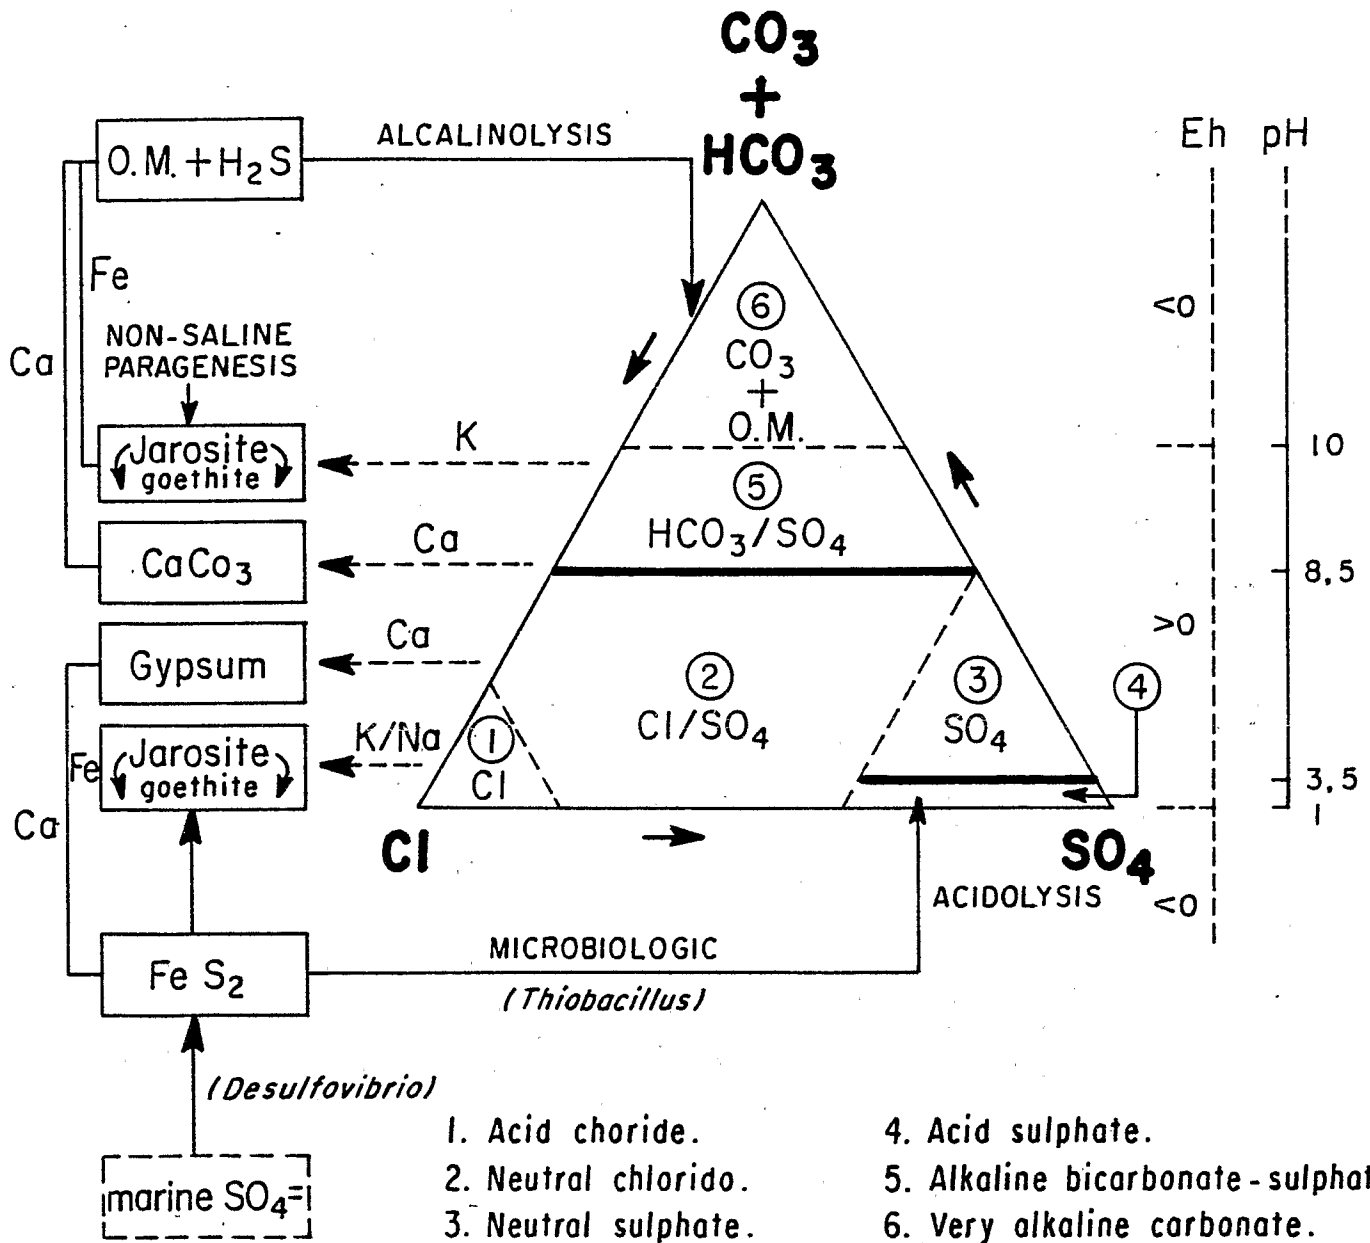 CO₃
+
HCO₃
Eh pH
O.M.+H₂S
ALCALINOLYSIS
Fe
Ca
NON-SALINE
PARAGENESIS
Jarosite
goethite
K
CaCo₃
Ca
Gypsum
Ca
Jarosite
goethite
K/Na
Fe
Ca
6
CO₃
+
O.M.
5
HCO₃/SO₄
2
Cl/SO₄
3
SO₄
4
1
Cl
<0
10
8,5
>0
3,5
1
<0
Cl
SO₄
ACIDOLYSIS
Fe S₂
MICROBIOLOGIC
(Thiobacillus)
(Desulfovibrio)
marine SO₄=
1. Acid choride.
2. Neutral chlorido.
3. Neutral sulphate.
4. Acid sulphate.
5. Alkaline bicarbonate-sulphat
6. Very alkaline carbonate.